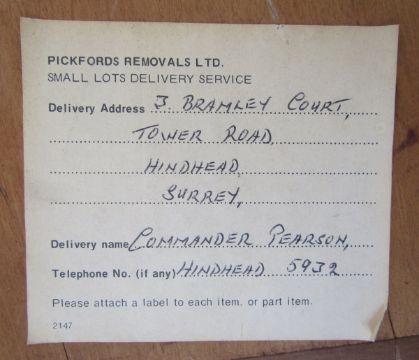 PICKFORDS REMOVALS LTD.
SMALL LOTS DELIVERY SERVICE
Delivery Address 3. BRAMLEY COURT,
TOWER ROAD,
HINDHEAD,
SURREY,
Delivery name COMMANDER PEARSON,
Telephone No. (if any) HINDHEAD 5932
Please attach a label to each item, or part item.
2147